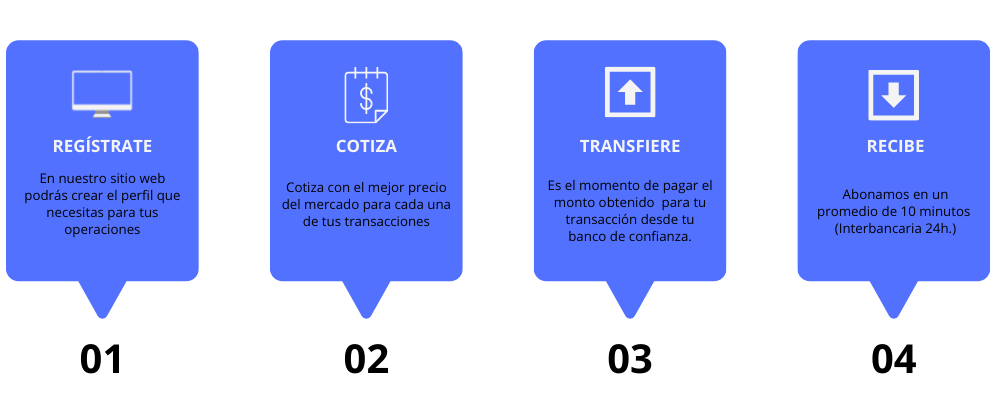 $
REGÍSTRATE
En nuestro sitio web
podrás crear el perfil que
necesitas para tus
operaciones
01
COTIZA
Cotiza con el mejor precio
del mercado para cada una
de tus transacciones
02
TRANSFIERE
Es el momento de pagar el
monto obtenido  para tu
transacción desde tu
banco de confianza.
03
RECIBE
Abonamos en un
promedio de 10 minutos
(Interbancaria 24h.)
04